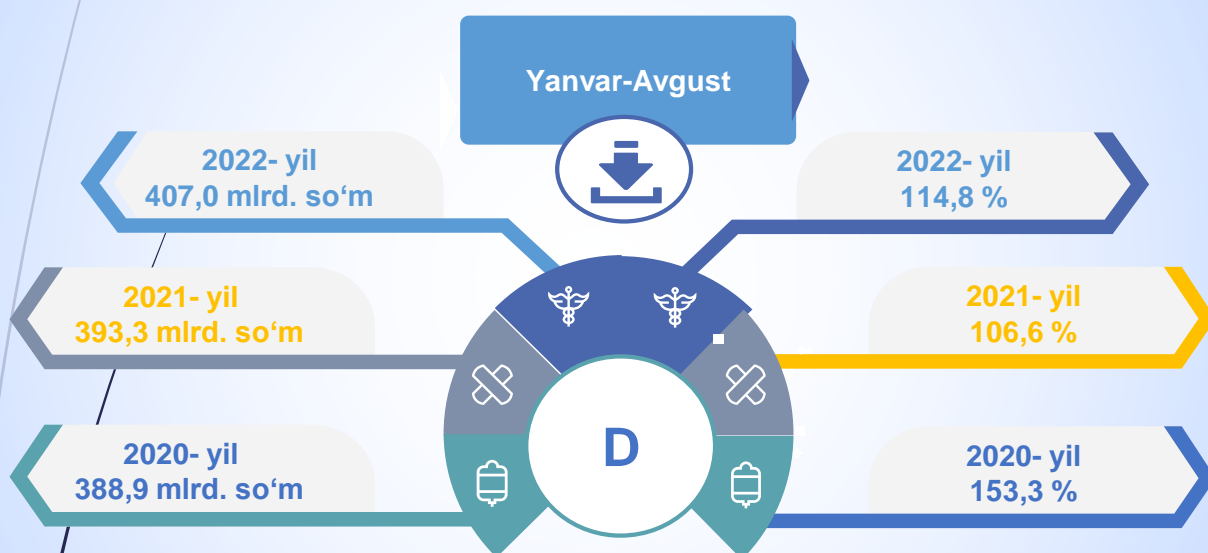 Yanvar-Avgust
2022- yil
407,0 mlrd. so‘m
2022- yil
114,8 %
2021- yil
393,3 mlrd. so‘m
2021- yil
106,6 %
2020- yil
388,9 mlrd. so‘m
2020- yil
153,3 %
D